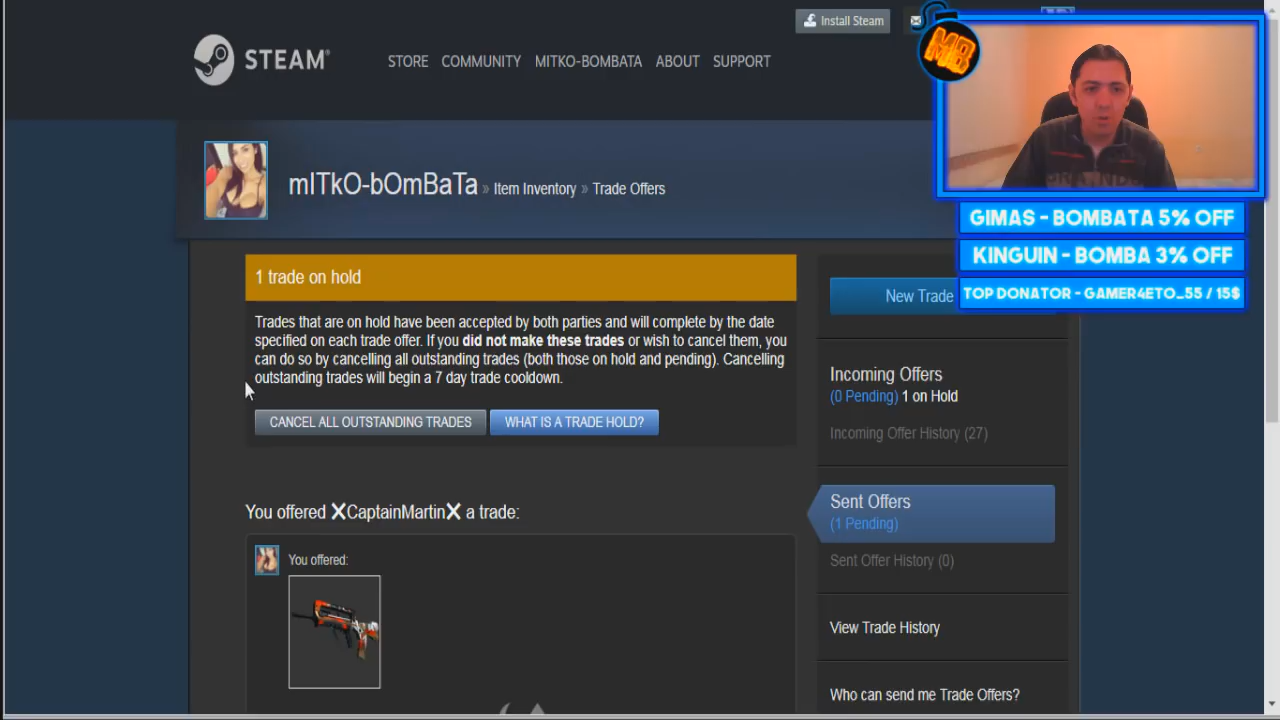 Install Steam
STEAM®
STORE COMMUNITY MITKO-BOMBATA ABOUT SUPPORT
MB
mITkO-bOmBaTa » Item Inventory » Trade Offers
GIMAS - BOMBATA 5% OFF
KINGUIN - BOMBA 3% OFF
TOP DONATOR - GAMER4ETO_55 / 15$
1 trade on hold
Trades that are on hold have been accepted by both parties and will complete by the date
specified on each trade offer. If you did not make these trades or wish to cancel them, you
can do so by cancelling all outstanding trades (both those on hold and pending). Cancelling
outstanding trades will begin a 7 day trade cooldown.
CANCEL ALL OUTSTANDING TRADES WHAT IS A TRADE HOLD?
You offered ❌CaptainMartin❌ a trade:
You offered:
New Trade
Incoming Offers
(0 Pending) 1 on Hold
Incoming Offer History (27)
Sent Offers
(1 Pending)
Sent Offer History (0)
View Trade History
Who can send me Trade Offers?